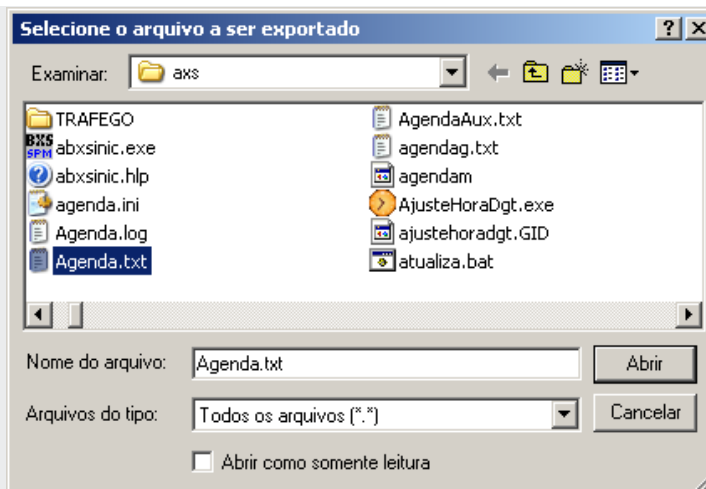 Selecione o arquivo a ser exportado
Examinar: axs
TRAFEGO
BXS
SPM
abxsinic.exe
abxsinic.hlp
agenda.ini
Agenda.log
Agenda.txt
AgendaAux.txt
agendag.txt
agendam
AjusteHoraDgt.exe
ajustehoradgt.GID
atualiza.bat
Nome do arquivo: Agenda.txt Abrir
Arquivos do tipo: Todos os arquivos (*.*) Cancelar
Abrir como somente leitura